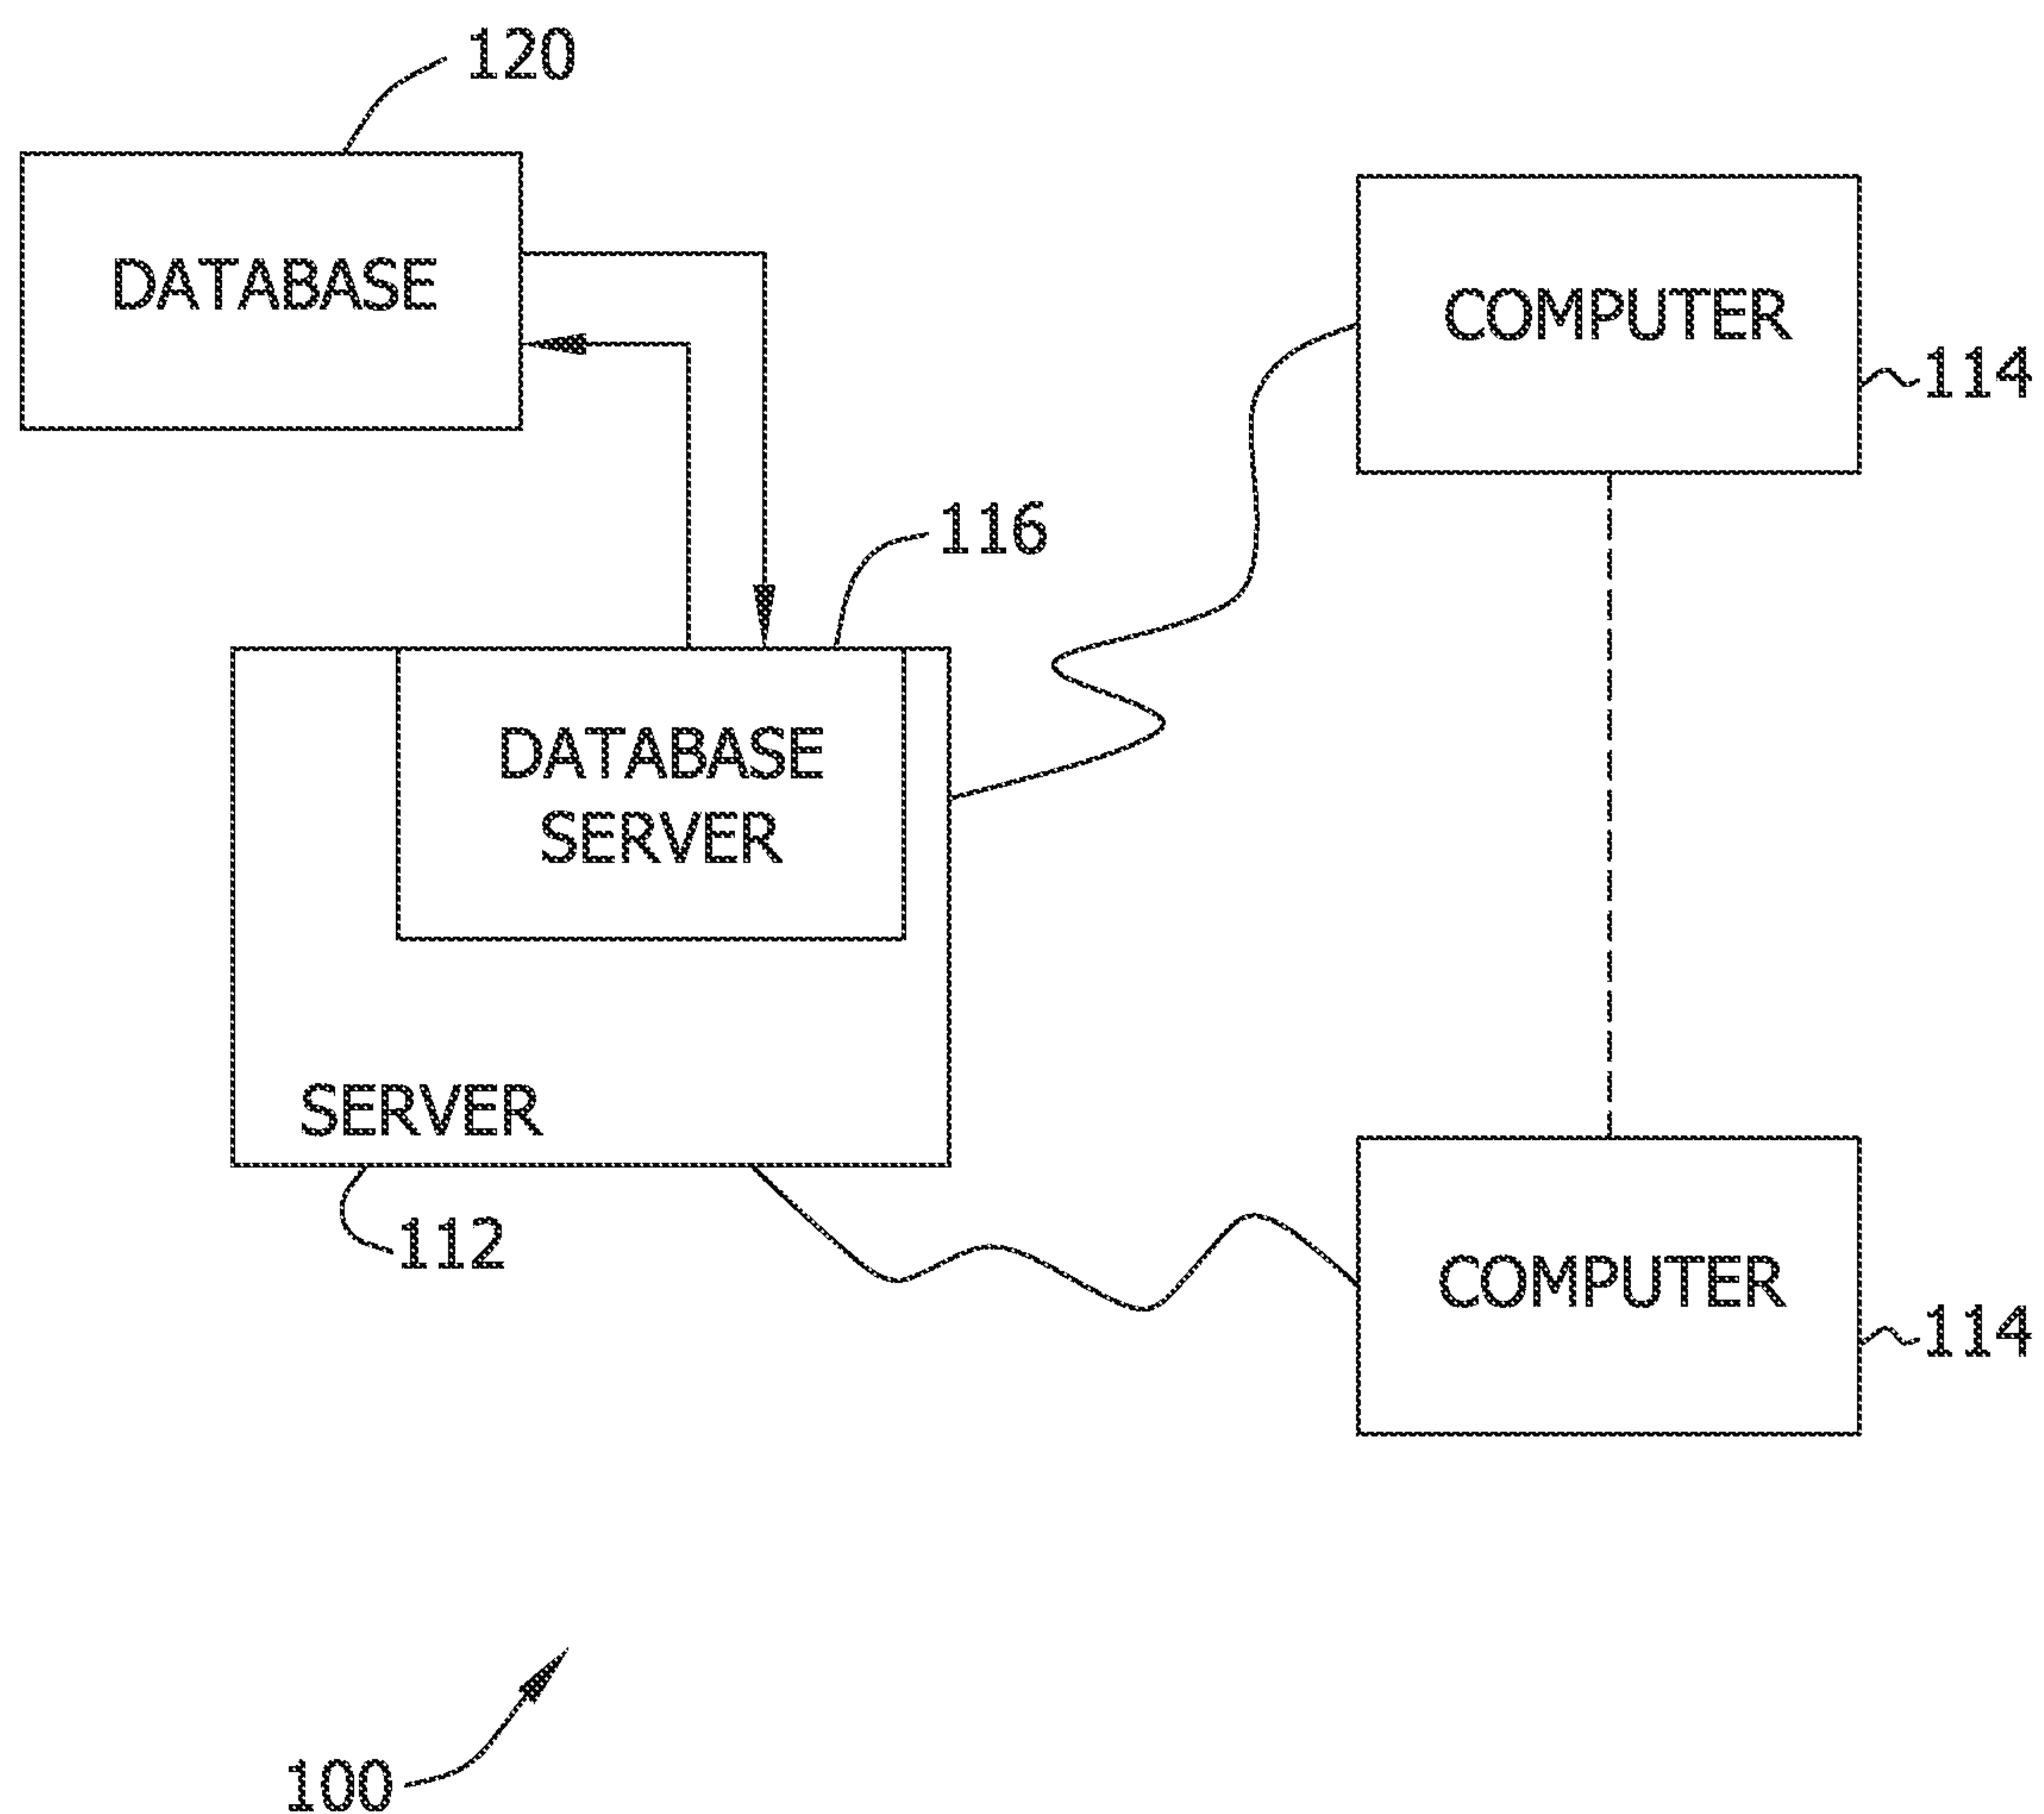 120
DATABASE
COMPUTER
114
116
DATABASE
SERVER
SERVER
112
COMPUTER
114
100